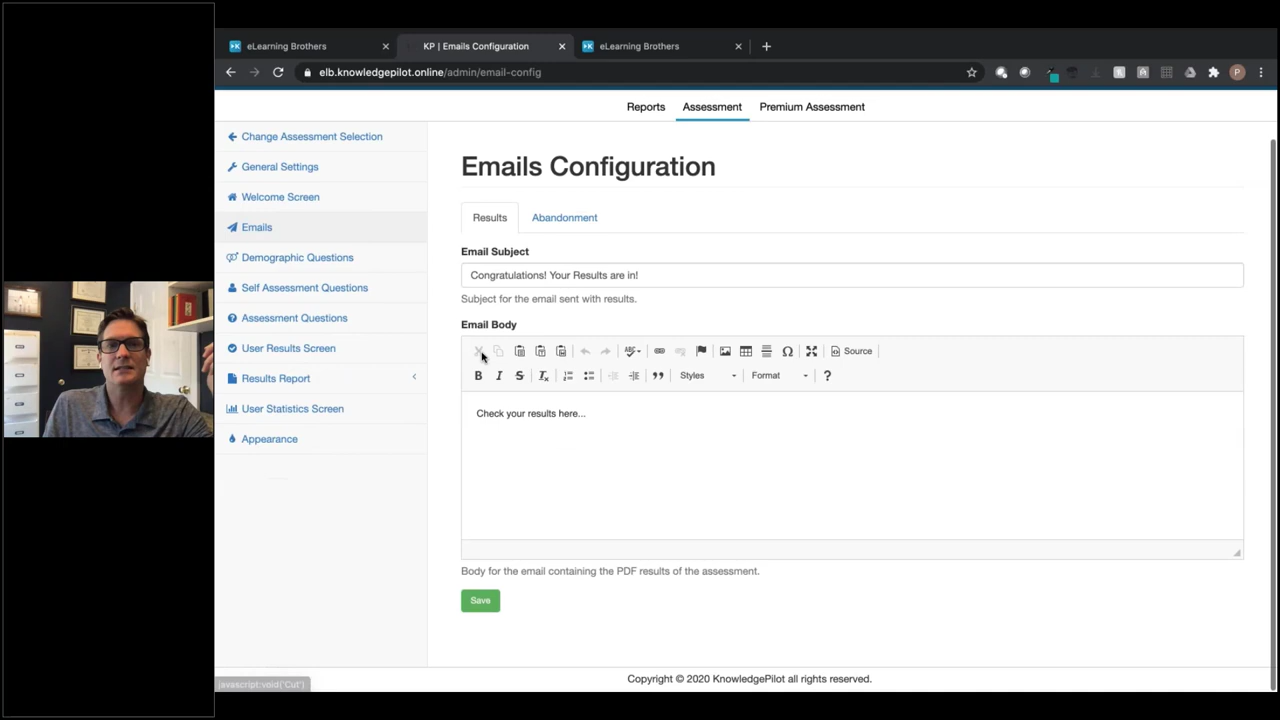 eLearning Brothers
KP | Emails Configuration
eLearning Brothers
elb.knowledgepilot.online/admin/email-config
P
Reports
Assessment
Premium Assessment
Change Assessment Selection
General Settings
Welcome Screen
Emails
Demographic Questions
Self Assessment Questions
Assessment Questions
User Results Screen
Results Report
User Statistics Screen
Appearance
Emails Configuration
Results
Abandonment
Email Subject
Congratulations! Your Results are in!
Subject for the email sent with results.
Email Body
Source
B I S
Styles
Format
?
Check your results here...
Body for the email containing the PDF results of the assessment.
Save
Copyright © 2020 KnowledgePilot all rights reserved.
javascript:void("Cut")